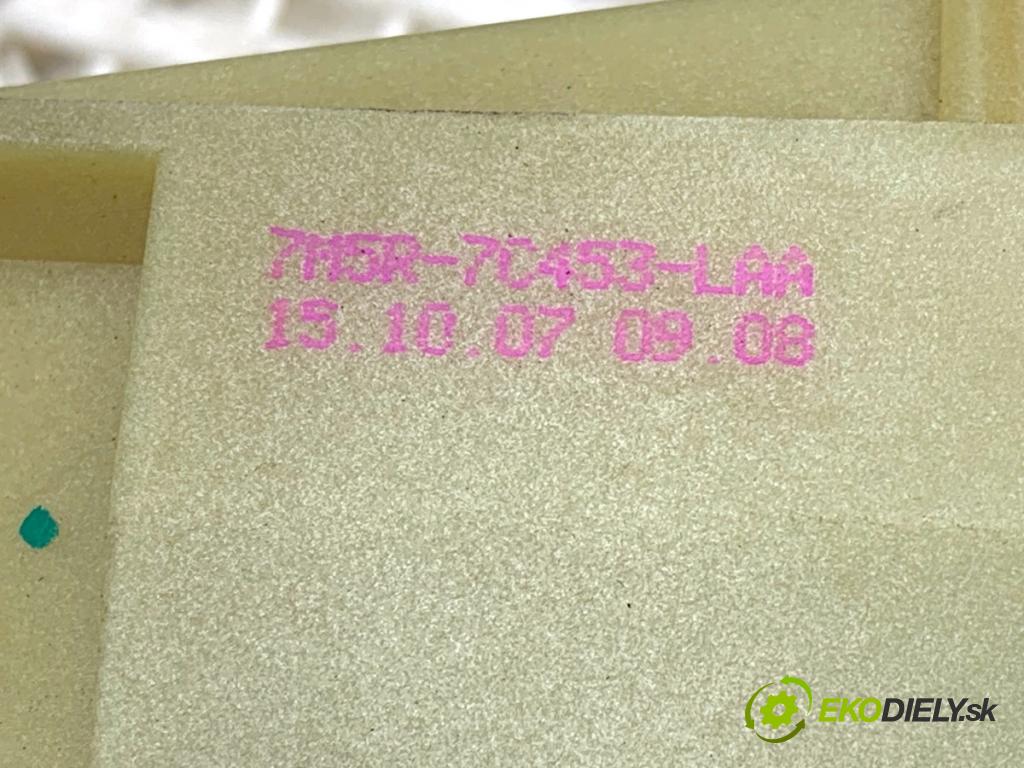 7M5R-7C453-LAA
15.10.07 09.08
EKODIELY.sk